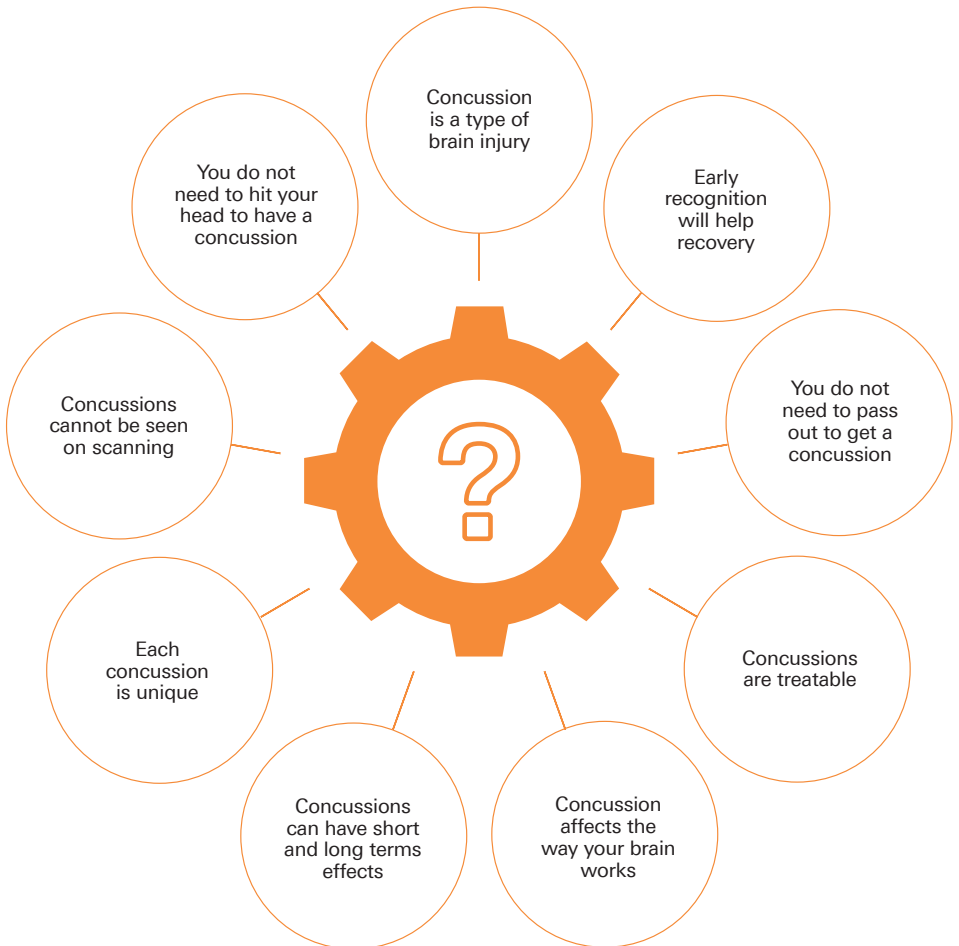 Concussion
is a type of
brain injury
Early
recognition
will help
recovery
You do not
need to pass
out to get a
concussion
Concussions
are treatable
Concussion
affects the
way your brain
works
Concussions
can have short
and long terms
effects
Each
concussion
is unique
Concussions
cannot be seen
on scanning
You do not
need to hit your
head to have a
concussion
?